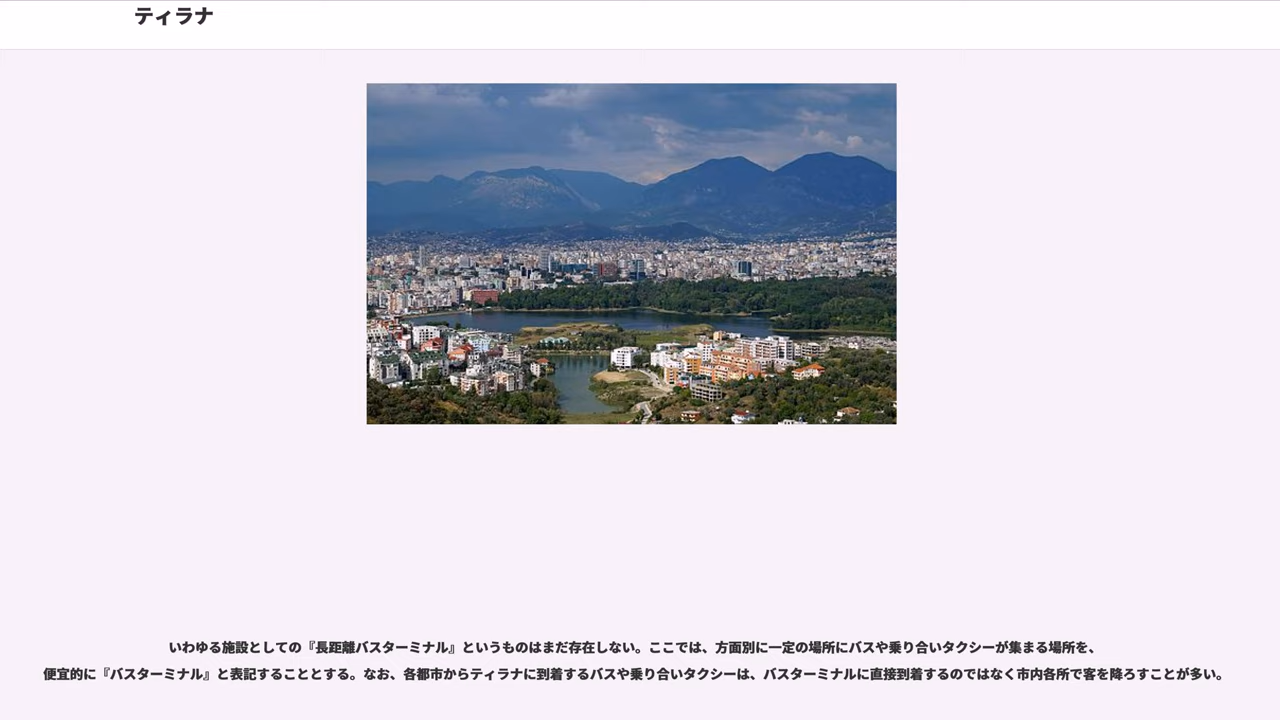 ティラナ
いわゆる施設としての『長距離バスターミナル』というものはまだ存在しない。ここでは、方面別に一定の場所にバスや乗り合いタクシーが集まる場所を、
便宜的に『バスターミナル』と表記することとする。なお、各都市からティラナに到着するバスや乗り合いタクシーは、バスターミナルに直接到着するのではなく市内各所で客を降ろすことが多い。